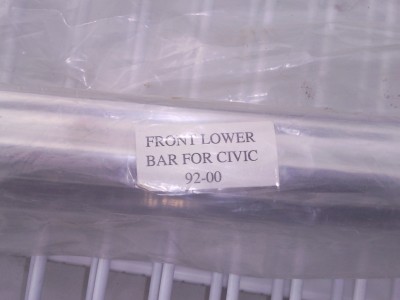 FRONT LOWER
BAR FOR CIVIC
92-00